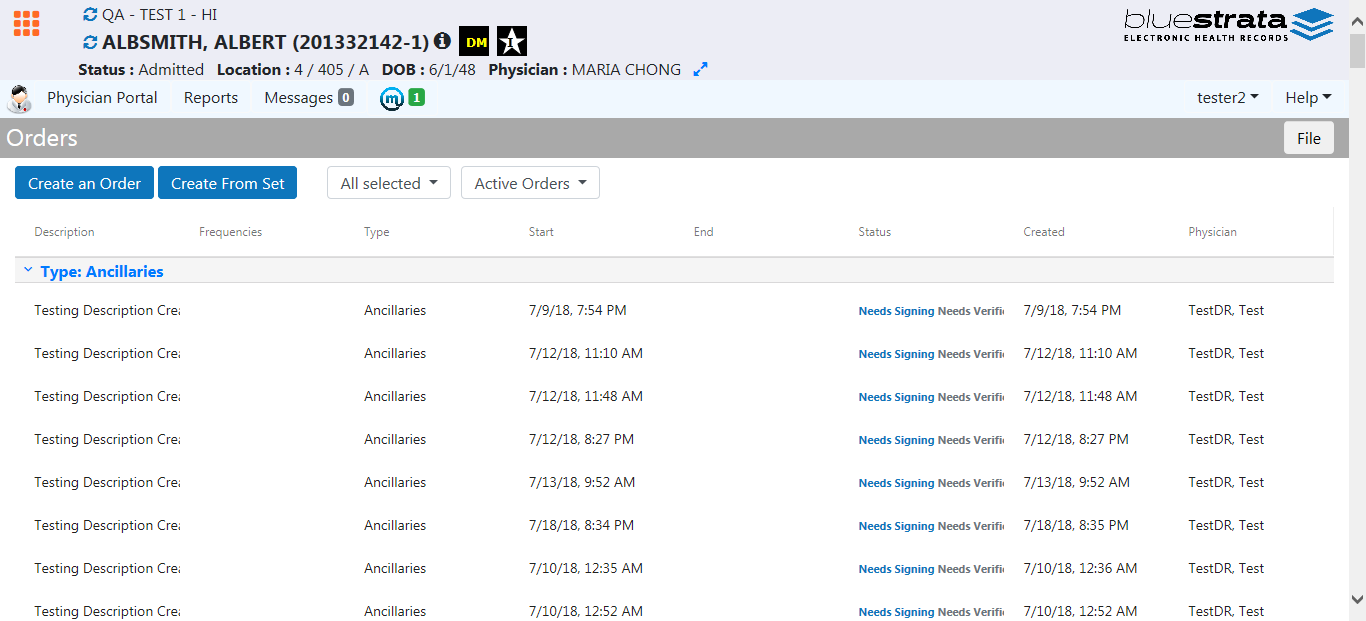 QA - TEST 1 - HI
ALBSMITH, ALBERT (201332142-1) DM 1
Status : Admitted Location : 4 / 405 / A DOB : 6/1/48 Physician : MARIA CHONG
bluestrata
ELECTRONIC HEALTH RECORDS
Physician Portal Reports Messages 0 m 1 tester2 Help
Orders File
Create an Order Create From Set All selected Active Orders
Description Frequencies Type Start End Status Created Physician
Type: Ancillaries
Testing Description Crea Ancillaries 7/9/18, 7:54 PM Needs Signing Needs Verifi 7/9/18, 7:54 PM TestDR, Test
Testing Description Crea Ancillaries 7/12/18, 11:10 AM Needs Signing Needs Verifi 7/12/18, 11:10 AM TestDR, Test
Testing Description Crea Ancillaries 7/12/18, 11:48 AM Needs Signing Needs Verifi 7/12/18, 11:48 AM TestDR, Test
Testing Description Crea Ancillaries 7/12/18, 8:27 PM Needs Signing Needs Verifi 7/12/18, 8:27 PM TestDR, Test
Testing Description Crea Ancillaries 7/13/18, 9:52 AM Needs Signing Needs Verifi 7/13/18, 9:52 AM TestDR, Test
Testing Description Crea Ancillaries 7/18/18, 8:34 PM Needs Signing Needs Verifi 7/18/18, 8:35 PM TestDR, Test
Testing Description Crea Ancillaries 7/10/18, 12:35 AM Needs Signing Needs Verifi 7/10/18, 12:36 AM TestDR, Test
Testing Description Crea Ancillaries 7/10/18, 12:52 AM Needs Signing Needs Verifi 7/10/18, 12:52 AM TestDR, Test